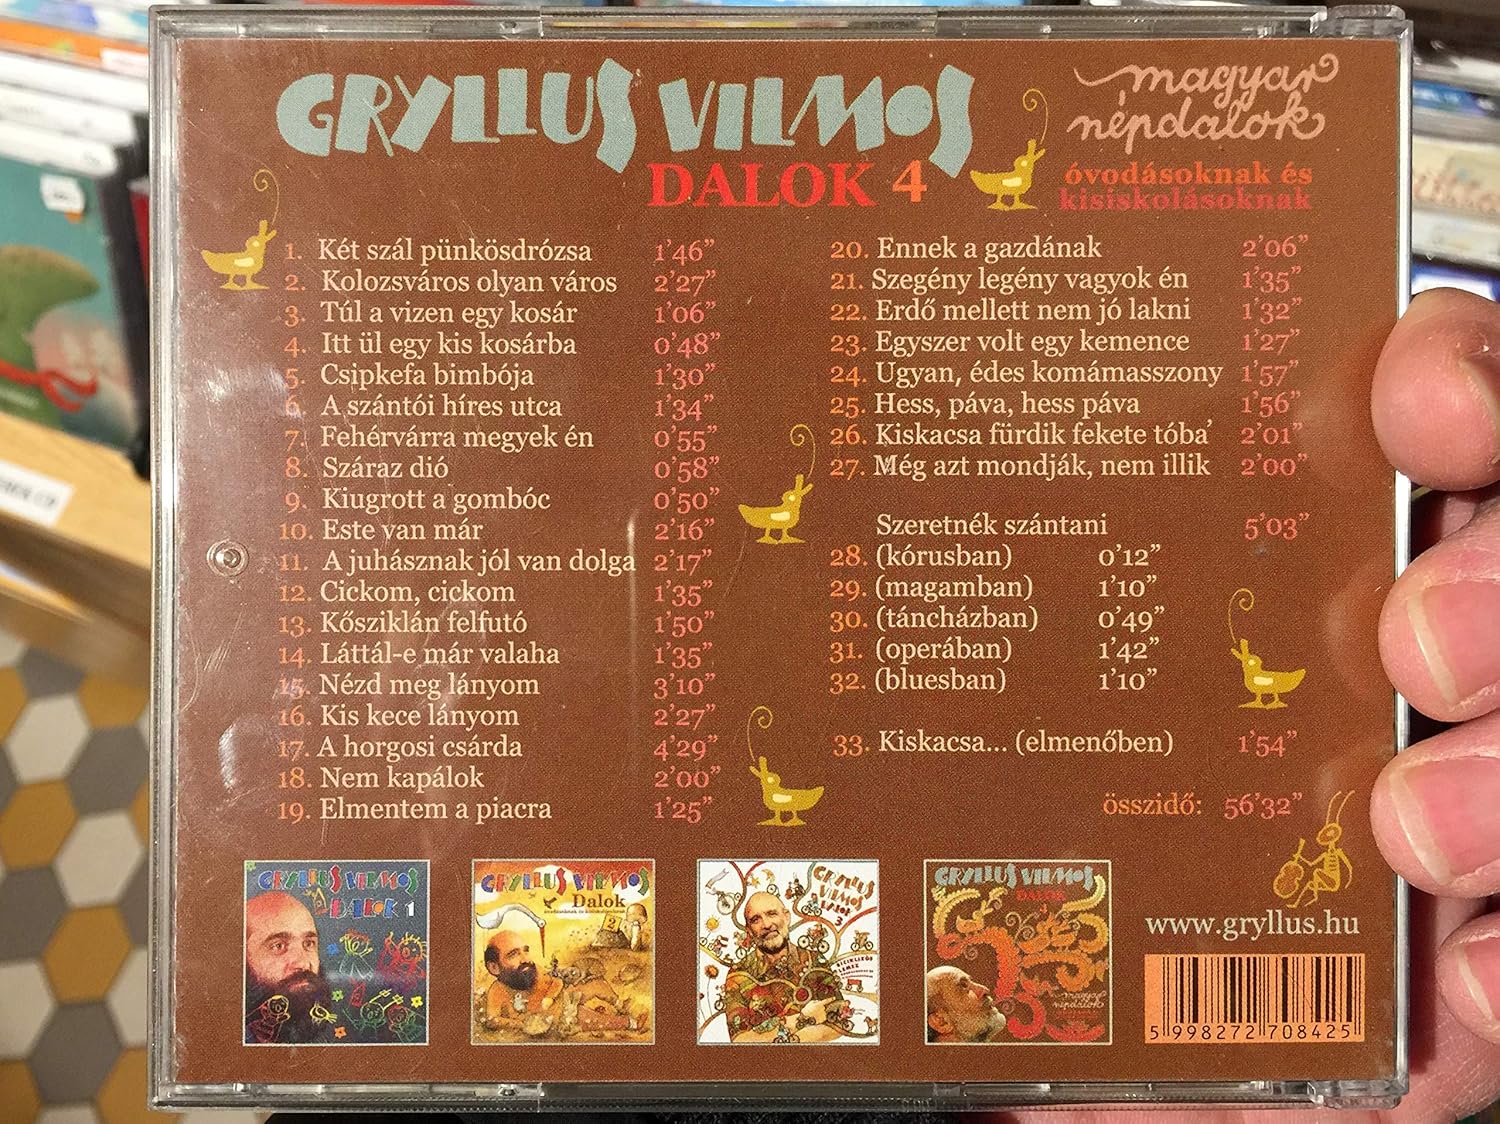 GRYLLUS VILMOS
DALOK 4
magyar
népdalok
óvodásoknak és
kisiskolásoknak
1. Két szál pünkösdrózsa 1'46"
2. Kolozsváros olyan város 2'27"
3. Túl a vizen egy kosár 1'06"
4. Itt ül egy kis kosárba 0'48"
5. Csipkefa bimbója 1'30"
6. A szántói híres utca 1'34"
7. Fehérvárra megyek én 0'55"
8. Száraz dió 0'58"
9. Kiugrott a gombóc 0'50"
10. Este van már 2'16"
11. A juhásznak jól van dolga 2'17"
12. Cickom, cickom 1'35"
13. Kősziklán felfutó 1'50"
14. Láttál-e már valaha 1'35"
15. Nézd meg lányom 3'10"
16. Kis kece lányom 2'27"
17. A horgosi csárda 4'29"
18. Nem kapálok 2'00"
19. Elmentem a piacra 1'25"
20. Ennek a gazdának 2'06"
21. Szegény legény vagyok én 1'35"
22. Erdő mellett nem jó lakni 1'32"
23. Egyszer volt egy kemence 1'27"
24. Ugyan, édes komámasszony 1'57"
25. Hess, páva, hess páva 1'56"
26. Kiskacsa fürdik fekete tóba' 2'01"
27. Még azt mondják, nem illik 2'00"
Szeretnék szántani 5'03"
28. (kórusban) 0'12"
29. (magamban) 1'10"
30. (táncházban) 0'49"
31. (operában) 1'42"
32. (bluesban) 1'10"
33. Kiskacsa... (elmenőben) 1'54"
összidő: 56'32"
GRYLLUS VILMOS
DALOK 1
GRYLLUS VILMOS
Dalok
2
GRYLLUS
VILMOS
DALOK 3
GRYLLUS VILMOS
DALOK
magyar
népdalok
www.gryllus.hu
5 998272 708425